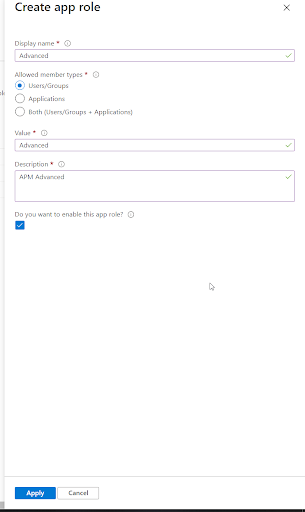 Create app role
Display name *
Advanced
Allowed member types *
Users/Groups
Applications
Both (Users/Groups + Applications)
Value *
Advanced
Description *
APM Advanced
Do you want to enable this app role?
Apply Cancel